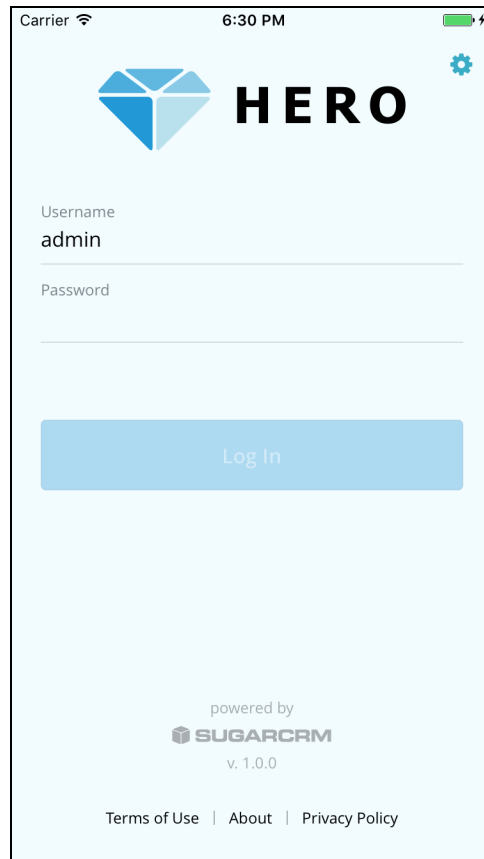 Carrier 6:30 PM
HERO
Username
admin
Password
Log In
powered by
SUGARCRM
v. 1.0.0
Terms of Use | About | Privacy Policy